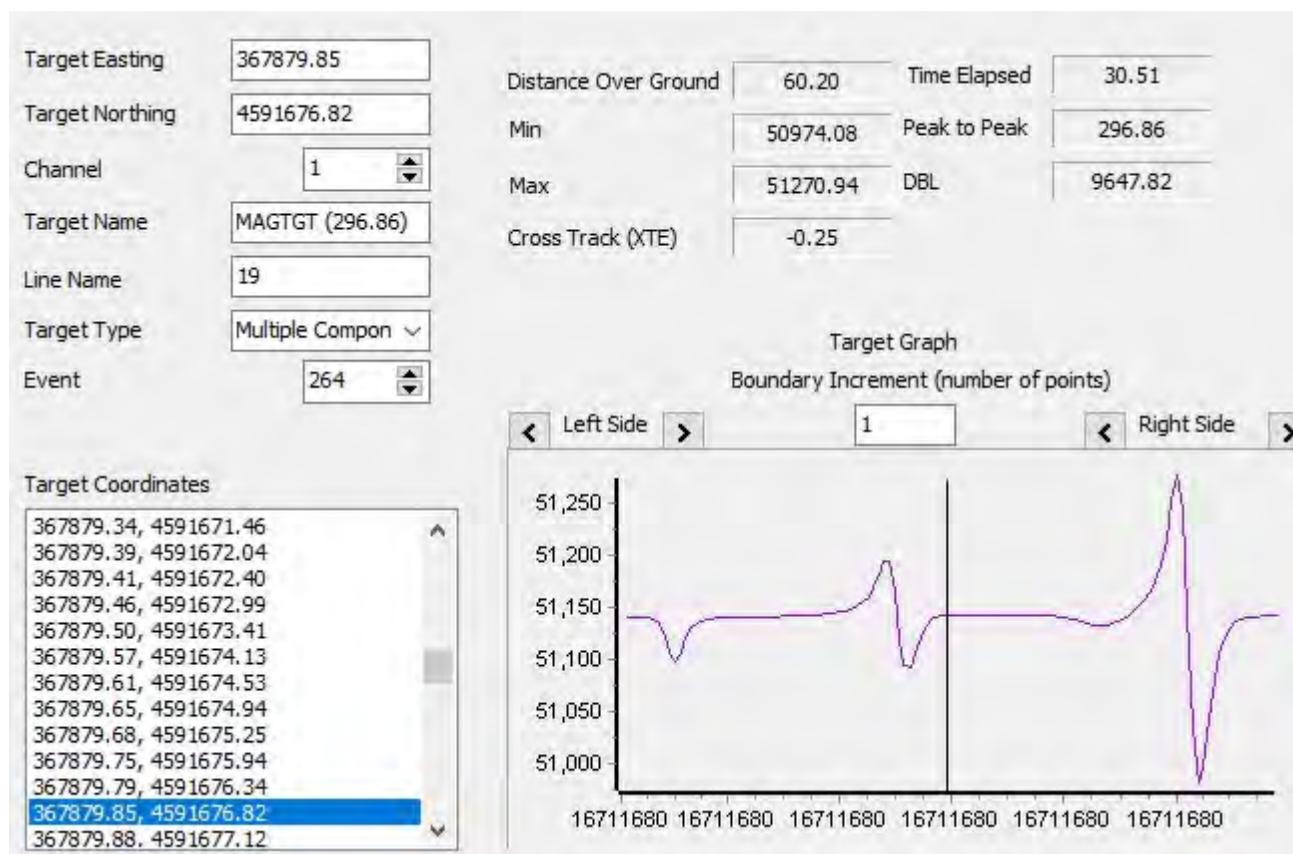 Target Easting 367879.85
Target Northing 4591676.82
Channel 1
Target Name MAGTGT (296.86)
Line Name 19
Target Type Multiple Compon
Event 264
Distance Over Ground 60.20 Time Elapsed 30.51
Min 50974.08 Peak to Peak 296.86
Max 51270.94 DBL 9647.82
Cross Track (XTE) -0.25
Target Graph
Boundary Increment (number of points)
< Left Side > 1 < Right Side >
Target Coordinates
367879.34, 4591671.46
367879.39, 4591672.04
367879.41, 4591672.40
367879.46, 4591672.99
367879.50, 4591673.41
367879.57, 4591674.13
367879.61, 4591674.53
367879.65, 4591674.94
367879.68, 4591675.25
367879.75, 4591675.94
367879.79, 4591676.34
367879.85, 4591676.82
367879.88, 4591677.12
51,250
51,200
51,150
51,100
51,050
51,000
16711680 16711680 16711680 16711680 16711680 16711680